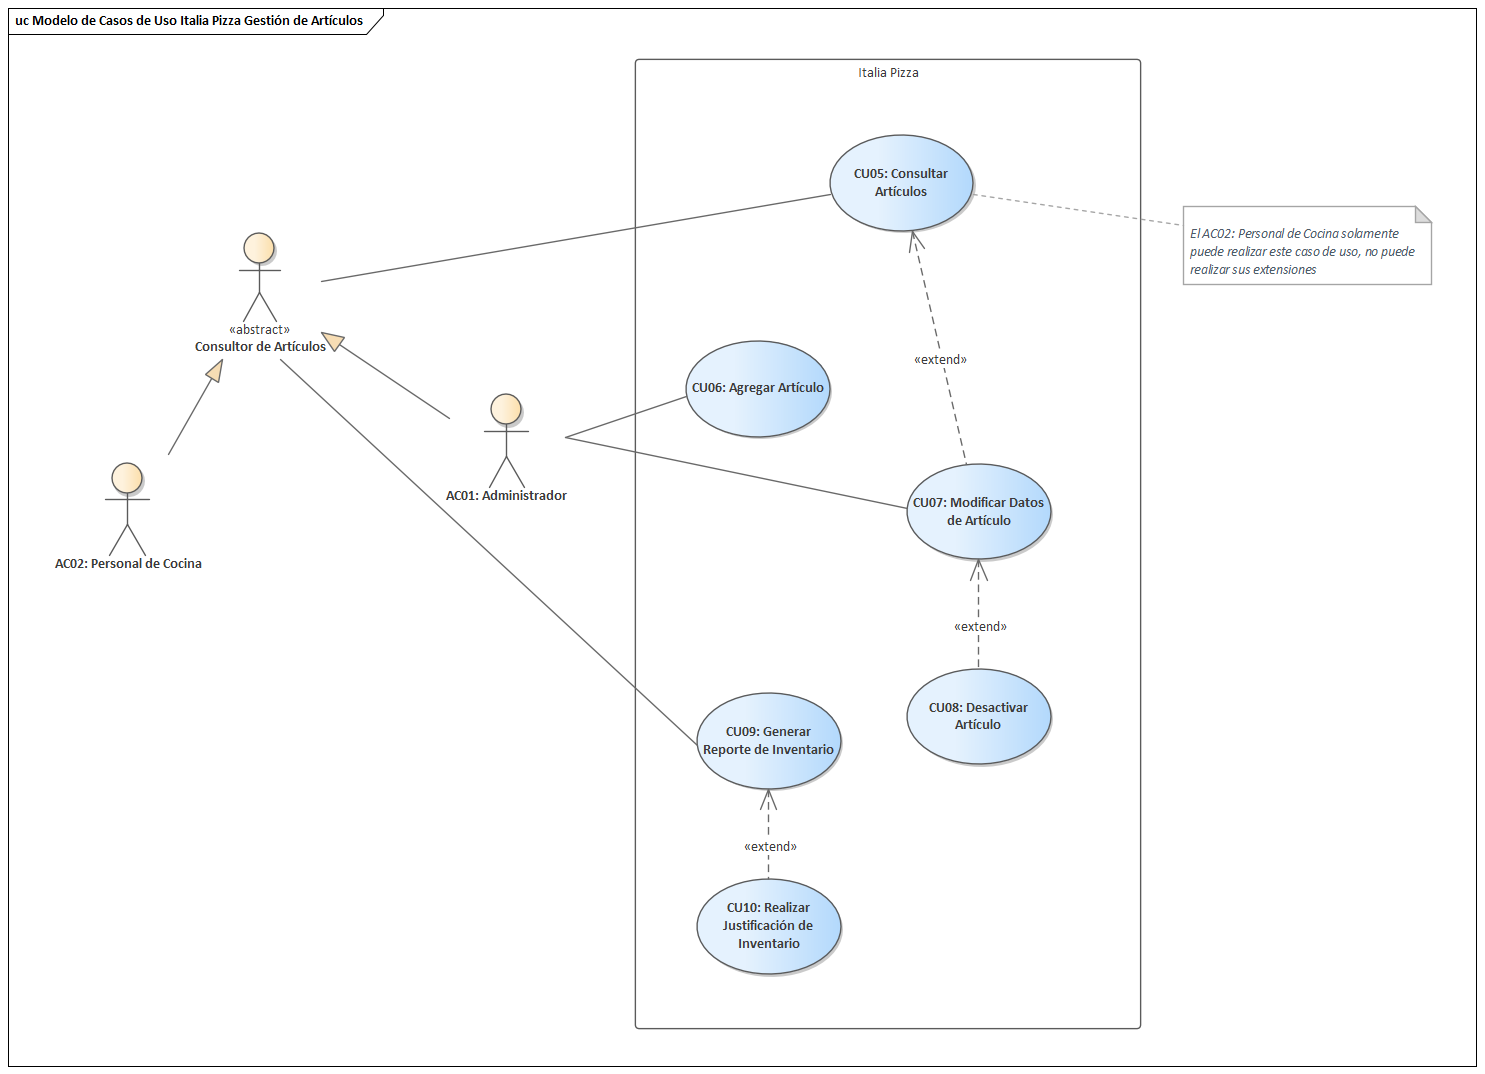 uc Modelo de Casos de Uso Italia Pizza Gestión de Artículos
Italia Pizza
CU05: Consultar
Artículos
El AC02: Personal de Cocina solamente
puede realizar este caso de uso, no puede
realizar sus extensiones
«abstract»
Consultor de Artículos
«extend»
CU06: Agregar Artículo
AC01: Administrador
CU07: Modificar Datos
de Artículo
AC02: Personal de Cocina
«extend»
CU08: Desactivar
Artículo
CU09: Generar
Reporte de Inventario
«extend»
CU10: Realizar
Justificación de
Inventario